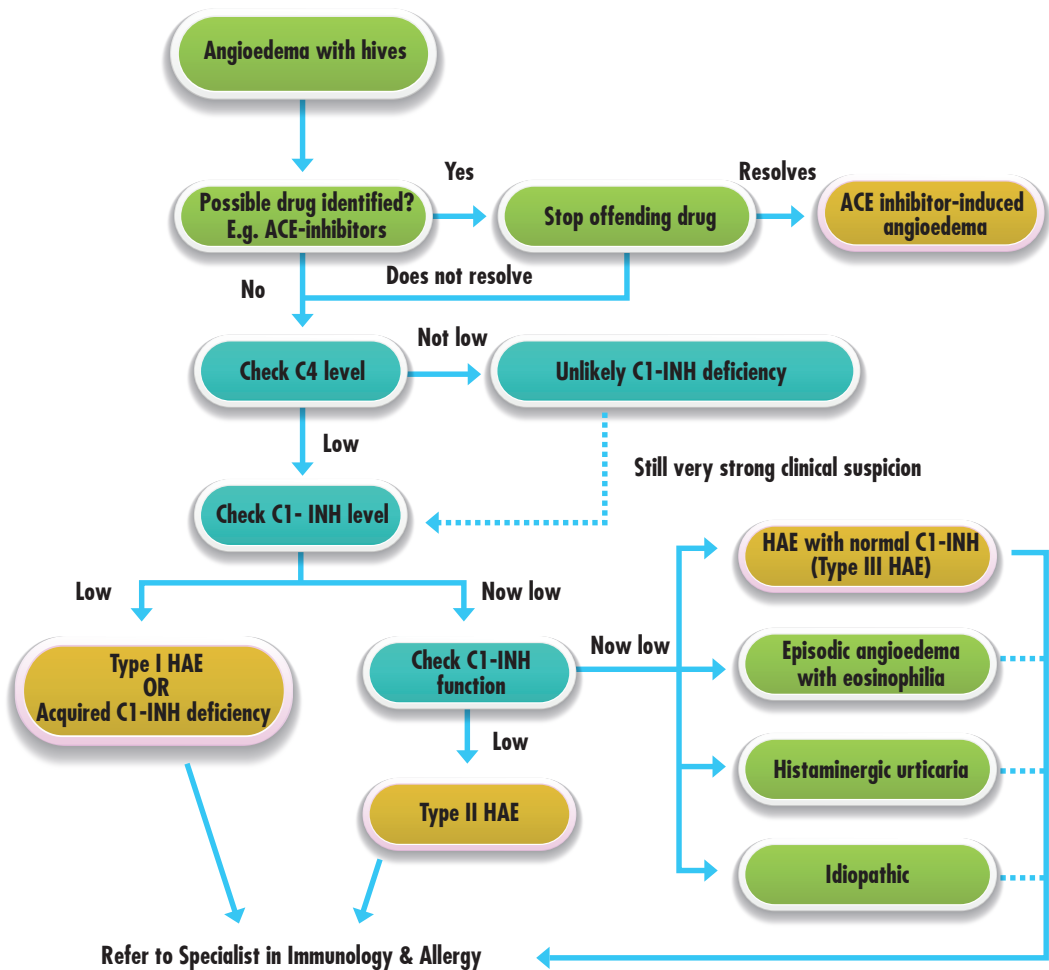 Angioedema with hives
Yes
Resolves
Possible drug identified?
E.g. ACE-inhibitors
Stop offending drug
ACE inhibitor-induced
angioedema
No
Does not resolve
Check C4 level
Not low
Unlikely C1-INH deficiency
Low
Still very strong clinical suspicion
Check C1- INH level
HAE with normal C1-INH
(Type III HAE)
Low
Now low
Type I HAE
OR
Acquired C1-INH deficiency
Check C1-INH
function
Now low
Episodic angioedema
with eosinophilia
Low
Histaminergic urticaria
Type II HAE
Idiopathic
Refer to Specialist in Immunology & Allergy